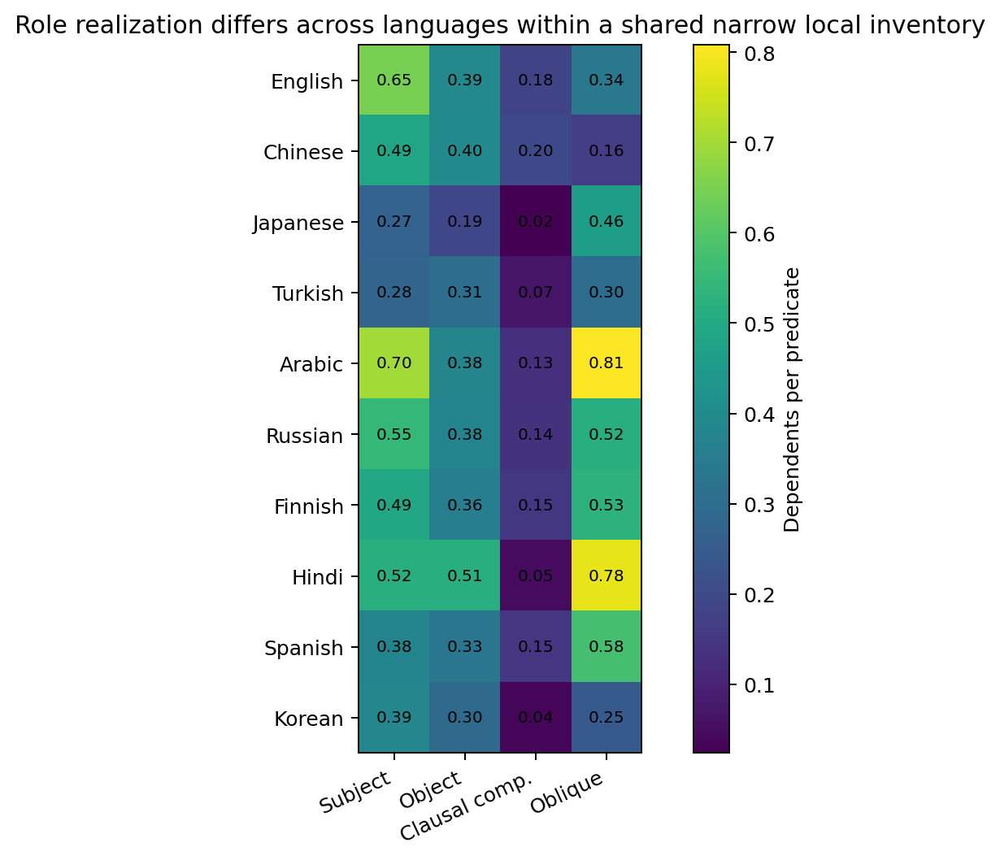 Role realization differs across languages within a shared narrow local inventory
English 0.65 0.39 0.18 0.34
Chinese 0.49 0.40 0.20 0.16
Japanese 0.27 0.19 0.02 0.46
Turkish 0.28 0.31 0.07 0.30
Arabic 0.70 0.38 0.13 0.81
Russian 0.55 0.38 0.14 0.52
Finnish 0.49 0.36 0.15 0.53
Hindi 0.52 0.51 0.05 0.78
Spanish 0.38 0.33 0.15 0.58
Korean 0.39 0.30 0.04 0.25
Subject
Object
Clausal comp.
Oblique
0.8
0.7
0.6
0.5
0.4
0.3
0.2
0.1
Dependents per predicate